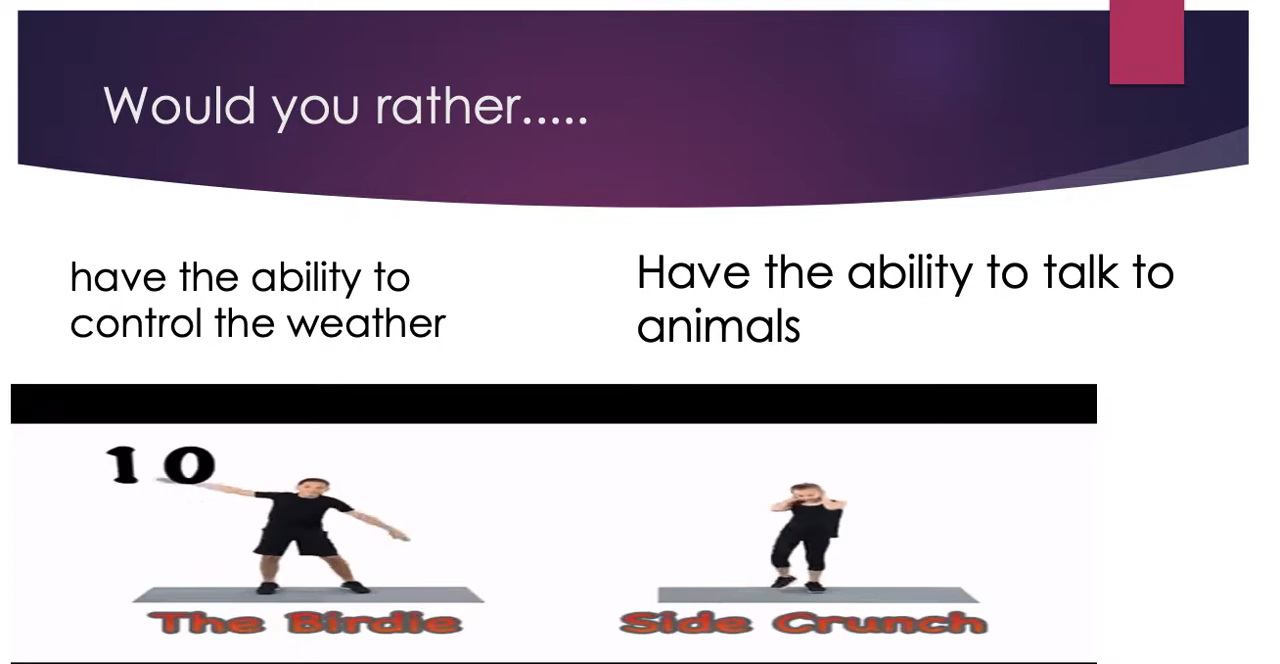 Would you rather.....
have the ability to
control the weather
Have the ability to talk to
animals
10
The Birdie
Side Crunch